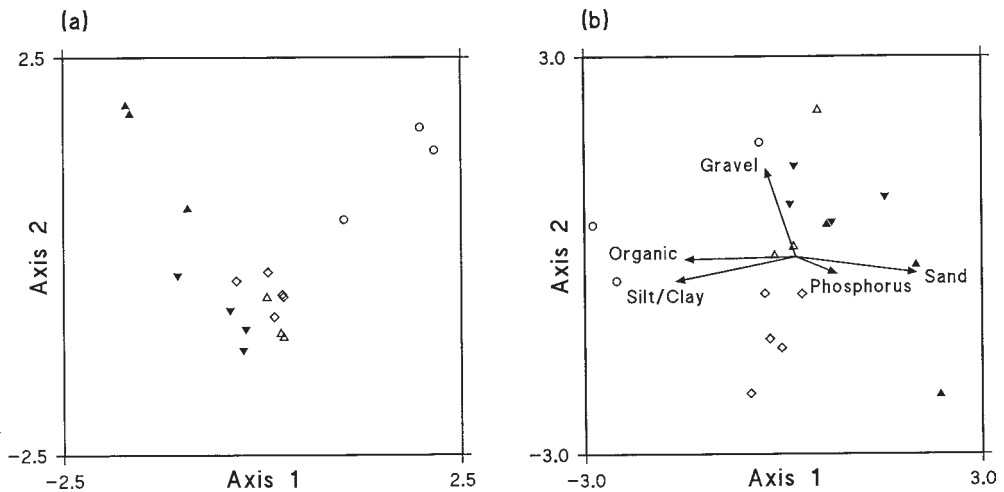 (a)
2.5
Axis 2
-2.5
-2.5
Axis 1
2.5
(b)
3.0
Axis 2
Gravel
Organic
Silt/Clay
Phosphorus
Sand
-3.0
-3.0
Axis 1
3.0